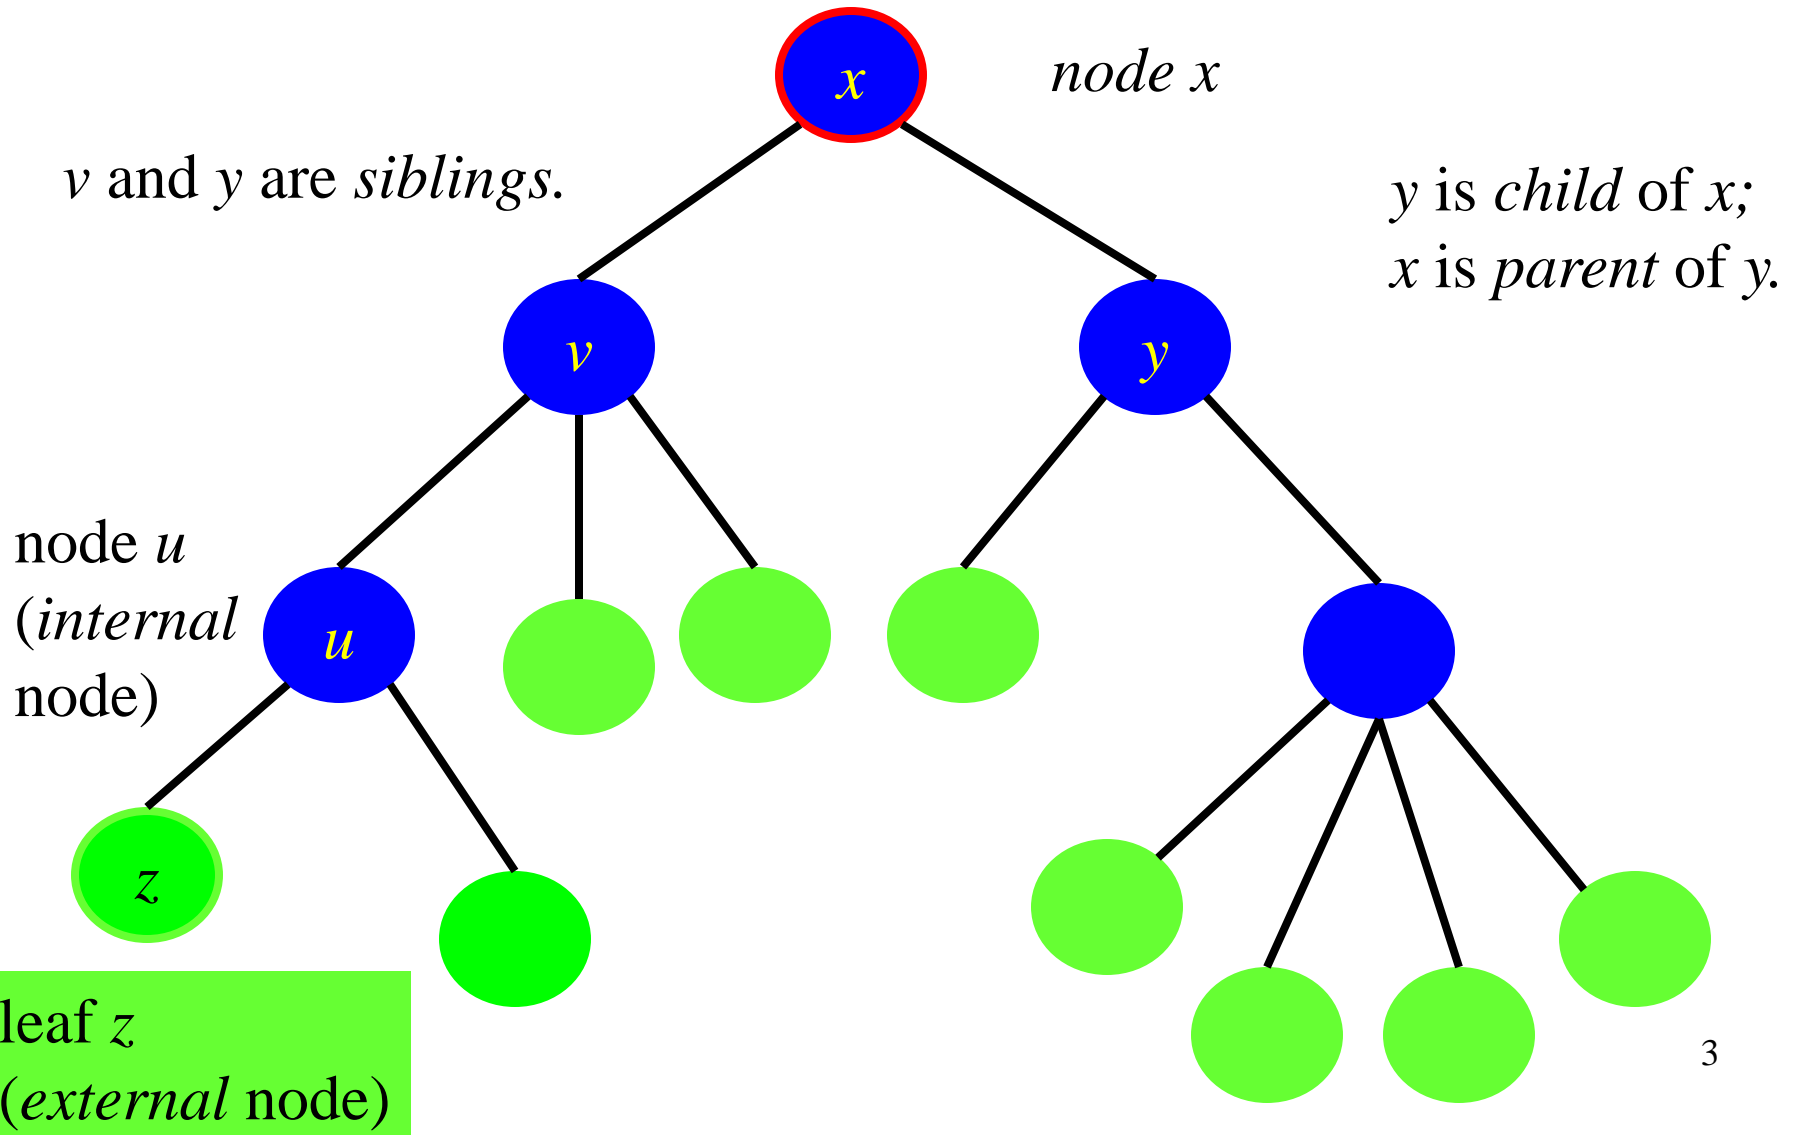 x
node x
v and y are siblings.
y is child of x;
x is parent of y.
v
y
node u
(internal
node)
u
z
leaf z
(external node)
3